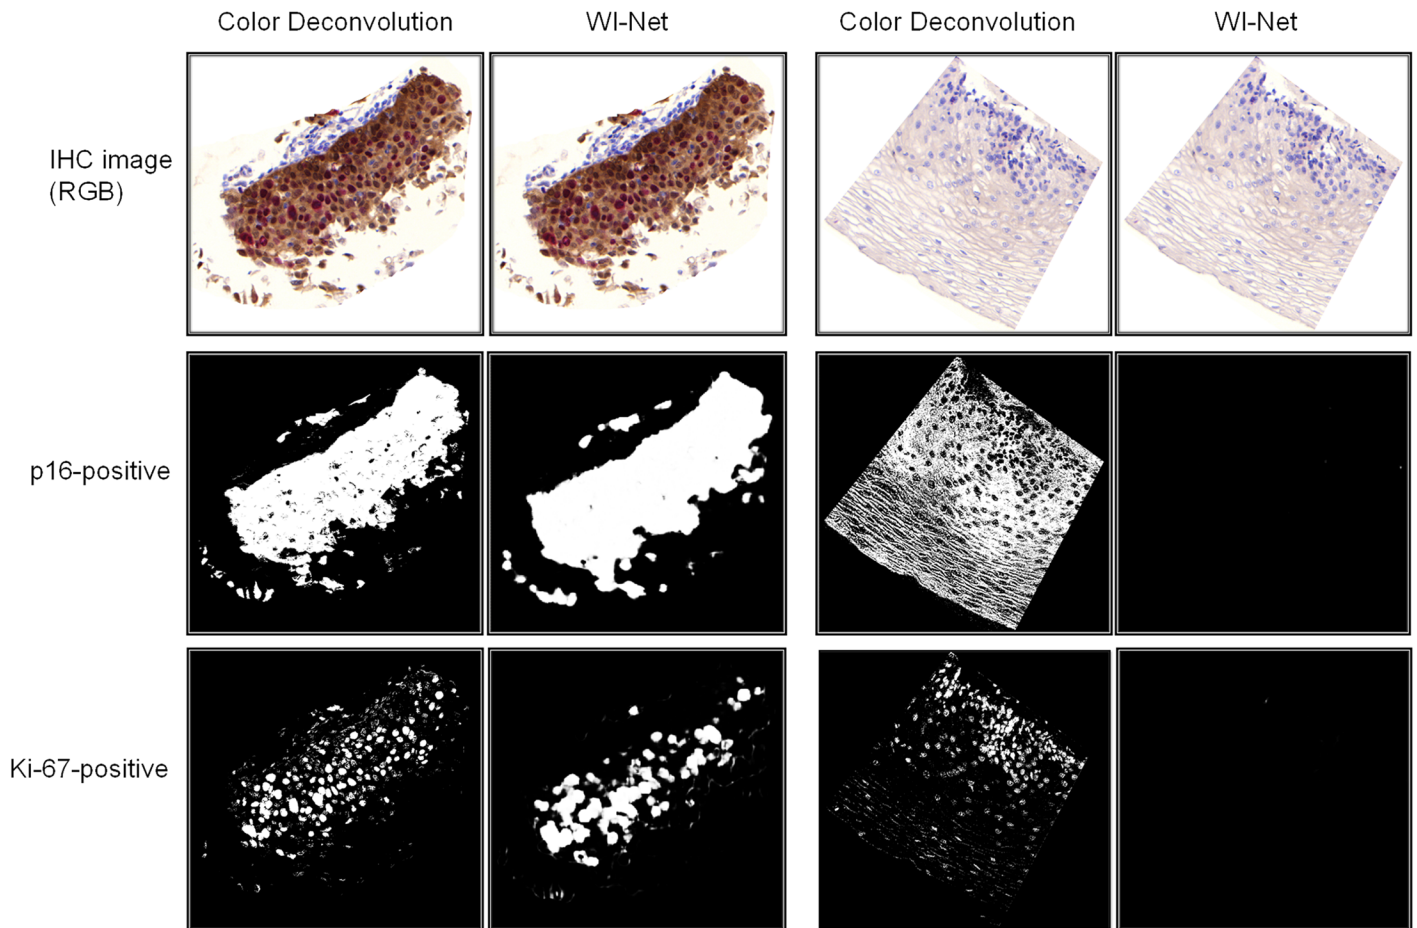 Color Deconvolution WI-Net Color Deconvolution WI-Net
IHC image
(RGB)
p16-positive
Ki-67-positive